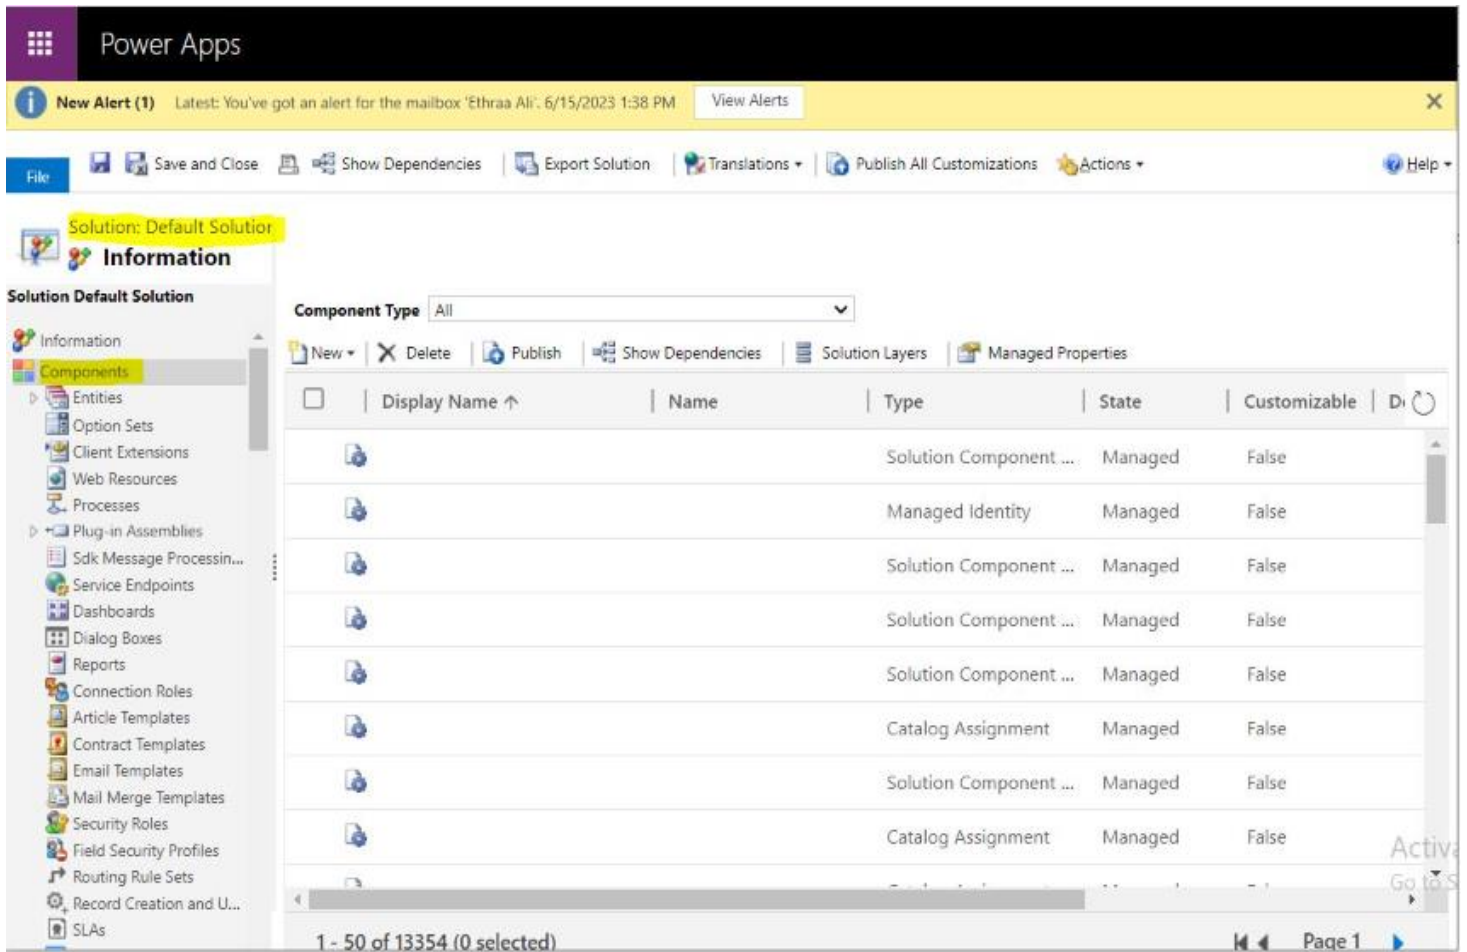 Power Apps
New Alert (1) Latest: You've got an alert for the mailbox 'Ethraa Ali'. 6/15/2023 1:38 PM View Alerts
File Save and Close Show Dependencies Export Solution Translations Publish All Customizations Actions Help
Solution: Default Solution
Information
Solution Default Solution
Component Type All
Information
New Delete Publish Show Dependencies Solution Layers Managed Properties
Components
Entities
Display Name ↑ Name Type State Customizable
Option Sets
Client Extensions
Solution Component ... Managed False
Web Resources
Processes
Managed Identity Managed False
Plug-in Assemblies
Sdk Message Processin...
Solution Component ... Managed False
Service Endpoints
Dashboards
Solution Component ... Managed False
Dialog Boxes
Reports
Solution Component ... Managed False
Connection Roles
Article Templates
Catalog Assignment Managed False
Contract Templates
Email Templates
Solution Component ... Managed False
Mail Merge Templates
Security Roles
Catalog Assignment Managed False
Field Security Profiles
Routing Rule Sets
Record Creation and U...
SLAs
1 - 50 of 13354 (0 selected) Page 1